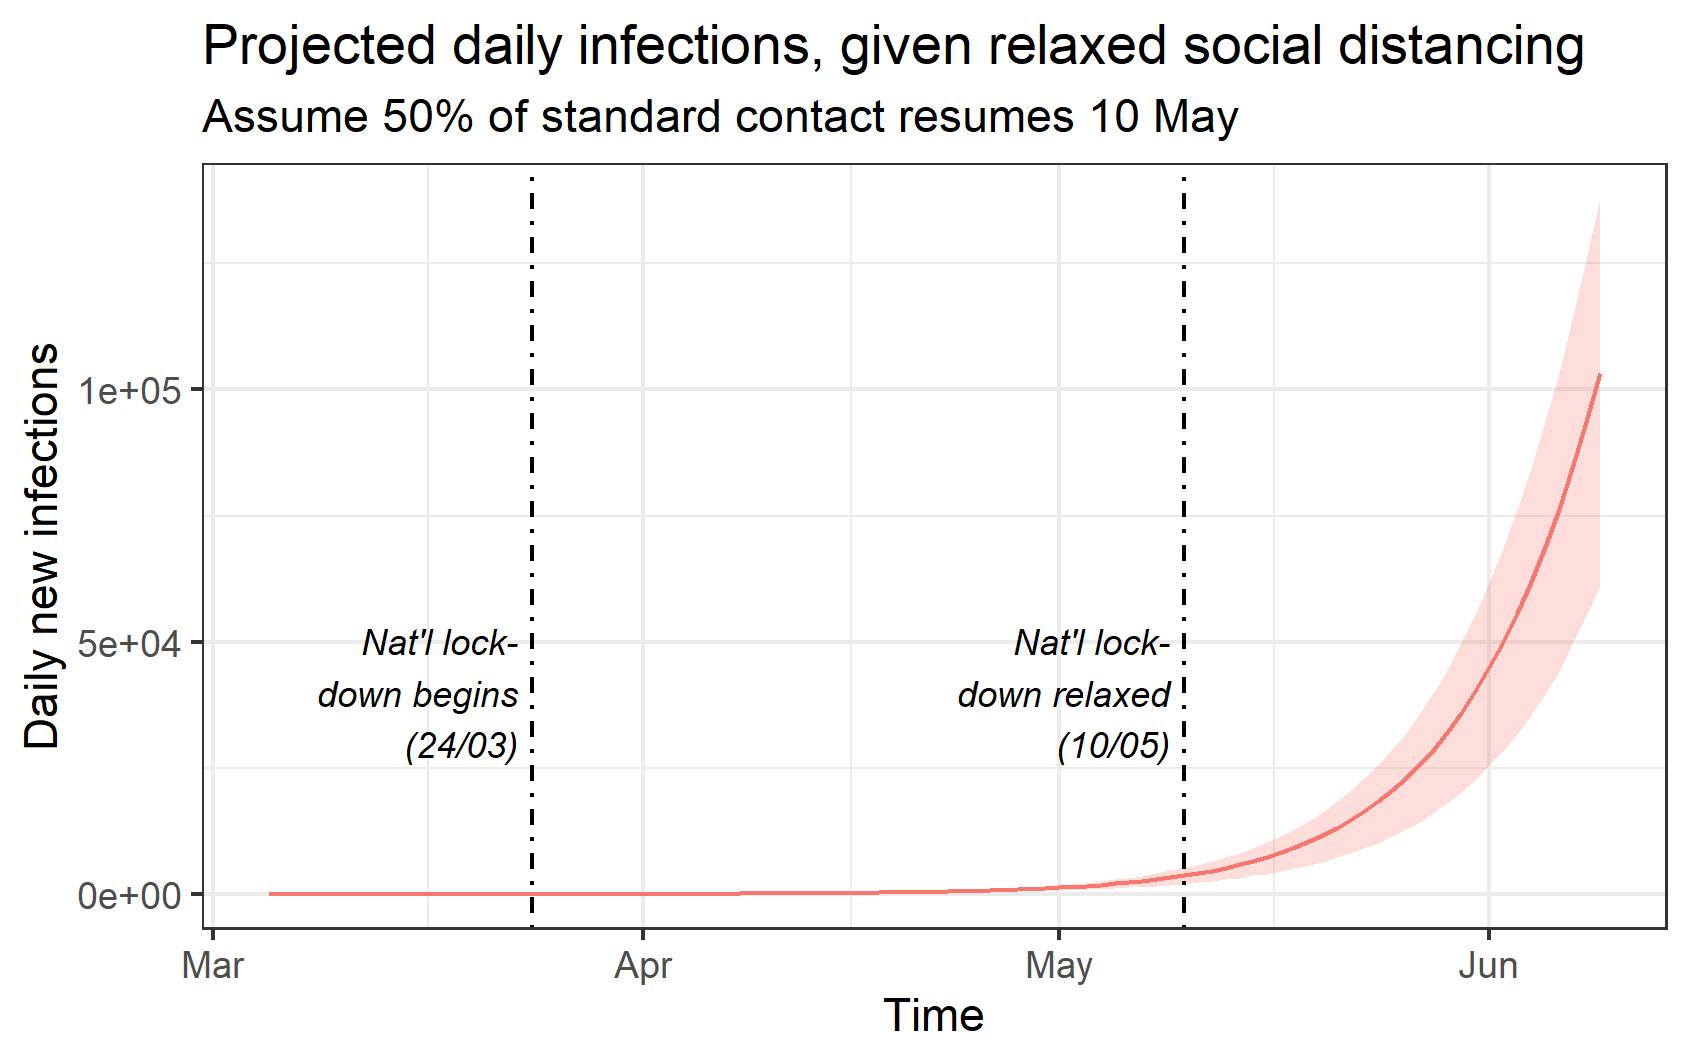 Projected daily infections, given relaxed social distancing
Assume 50% of standard contact resumes 10 May
Daily new infections
1e+05
5e+04
0e+00
Nat'l lock-
down begins
(24/03)
Nat'l lock-
down relaxed
(10/05)
Mar
Apr
May
Jun
Time